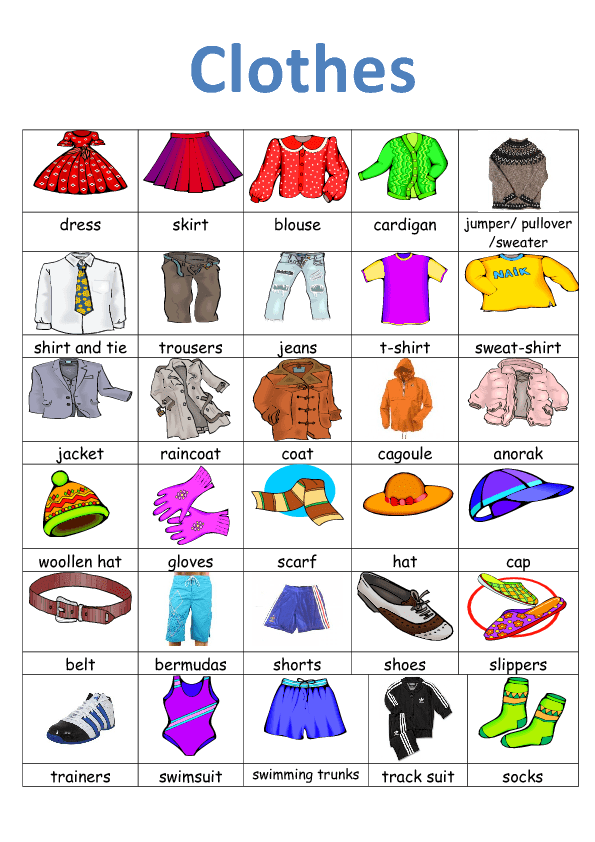 Clothes
dress
skirt
blouse
cardigan
jumper/ pullover
/sweater
NAIK
shirt and tie
trousers
jeans
t-shirt
sweat-shirt
jacket
raincoat
coat
cagoule
anorak
woollen hat
gloves
scarf
hat
cap
belt
bermudas
shorts
shoes
slippers
trainers
swimsuit
swimming trunks
track suit
socks